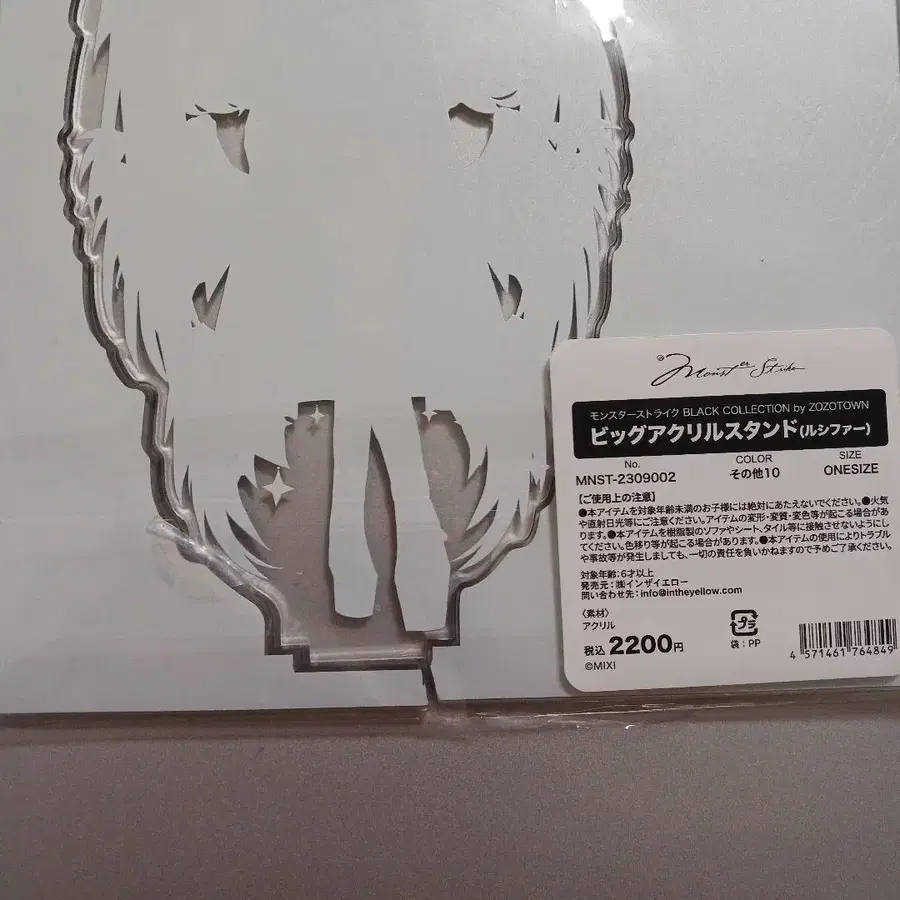 Monster Strike
モンスターストライク BLACK COLLECTION by ZOZOTOWN
ビッグアクリルスタンド(ルシファー)
No. COLOR SIZE
MNST-2309002 その他10 ONESIZE
【ご使用上の注意】
●本アイテムを対象年齢未満のお子様には絶対にあたえないでください。●火気
や直射日光等にご注意ください。アイテムの変形・変質・変色等が起こる場合があ
ります。●本アイテムを樹脂製のソファやシート、タイル等に接触させないようにし
てください。色移り等が起こる場合があります。●本アイテムの使用によりトラブル
や事故等が発生しましても、一切の責任を負いかねますので予めご了承ください。
対象年齢:6才以上
発売元:㈱インザイエロー
問い合わせ先:info@intheyellow.com
〈素材〉
アクリル
税込 2200円
©MIXI
プラ
袋:PP
4 571461 764849